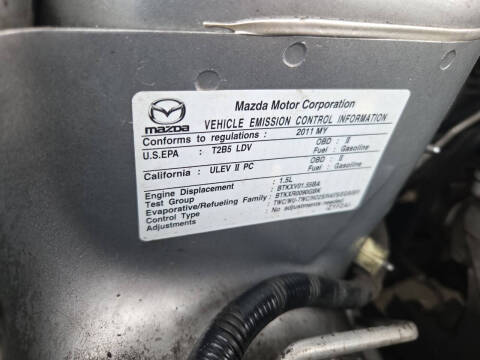 Mazda Motor Corporation
mazda
VEHICLE EMISSION CONTROL INFORMATION
Conforms to regulations : 2011 MY
U.S.EPA : T2B5 LDV OBD : II
Fuel : Gasoline
California : ULEV II PC OBD : II
Fuel : Gasoline
Engine Displacement : 1.5L
Test Group :
Evaporative/Refueling Family :
Control Type :
Adjustments : No adjustments needed